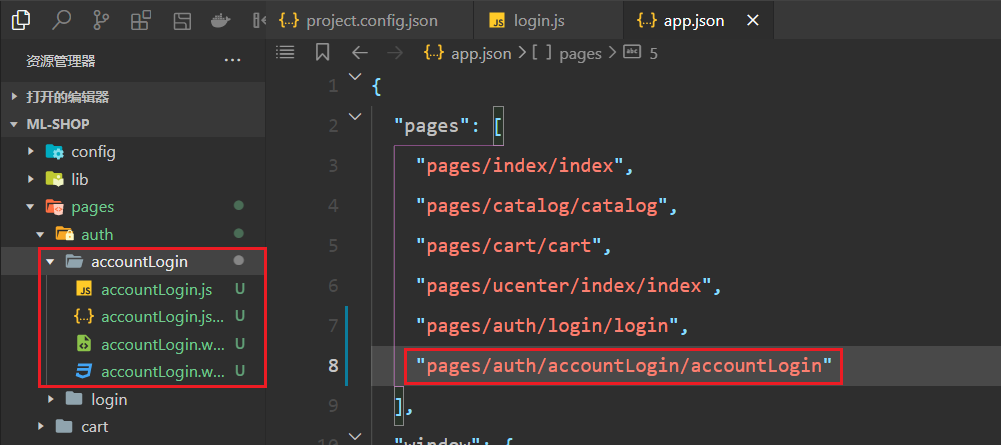 project.config.json
login.js
app.json
资源管理器
app.json
[ ] pages
abc 5
打开的编辑器
ML-SHOP
config
lib
pages
auth
accountLogin
JS accountLogin.js U
{..} accountLogin.js... U
accountLogin.w... U
accountLogin.w... U
login
cart
1 {
2 "pages": [
3 "pages/index/index",
4 "pages/catalog/catalog",
5 "pages/cart/cart",
6 "pages/ucenter/index/index",
7 "pages/auth/login/login",
8 "pages/auth/accountLogin/accountLogin"
9 ],
10 "window": {